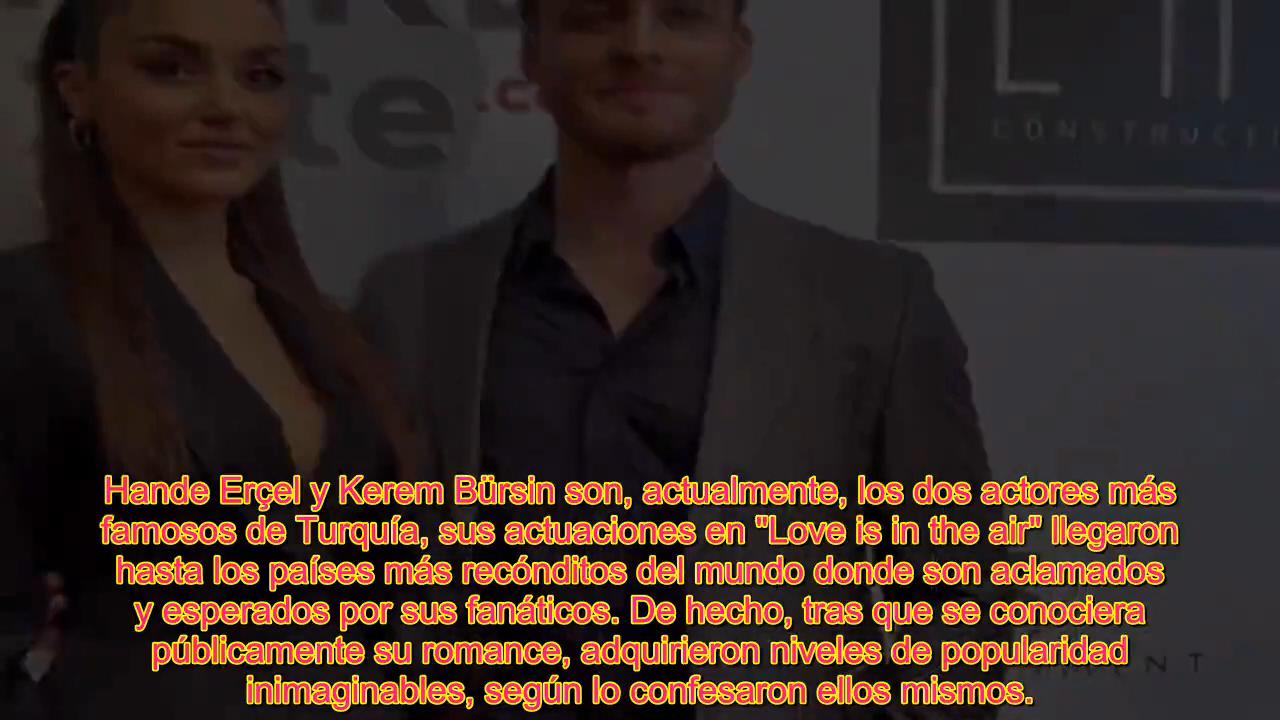 te
CONSTRUCT
Hande Erçel y Kerem Bürsin son, actualmente, los dos actores más
famosos de Turquía, sus actuaciones en "Love is in the air" llegaron
hasta los países más recónditos del mundo donde son aclamados
y esperados por sus fanáticos. De hecho, tras que se conociera
públicamente su romance, adquirieron niveles de popularidad
inimaginables, según lo confesaron ellos mismos.